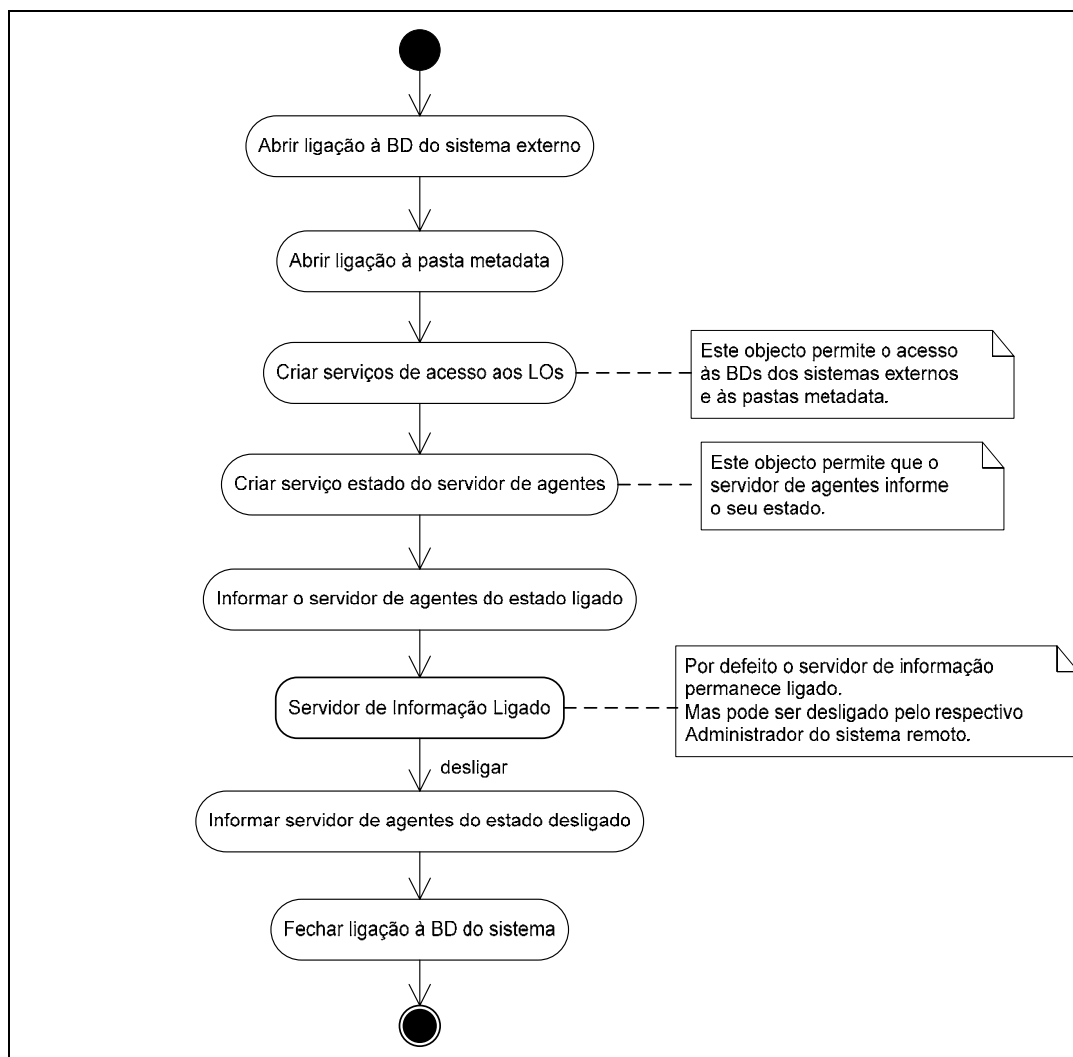 Abrir ligação à BD do sistema externo
Abrir ligação à pasta metadata
Criar serviços de acesso aos LOs
Este objecto permite o acesso
às BDs dos sistemas externos
e às pastas metadata.
Criar serviço estado do servidor de agentes
Este objecto permite que o
servidor de agentes informe
o seu estado.
Informar o servidor de agentes do estado ligado
Servidor de Informação Ligado
Por defeito o servidor de informação
permanece ligado.
Mas pode ser desligado pelo respectivo
Administrador do sistema remoto.
desligar
Informar servidor de agentes do estado desligado
Fechar ligação à BD do sistema